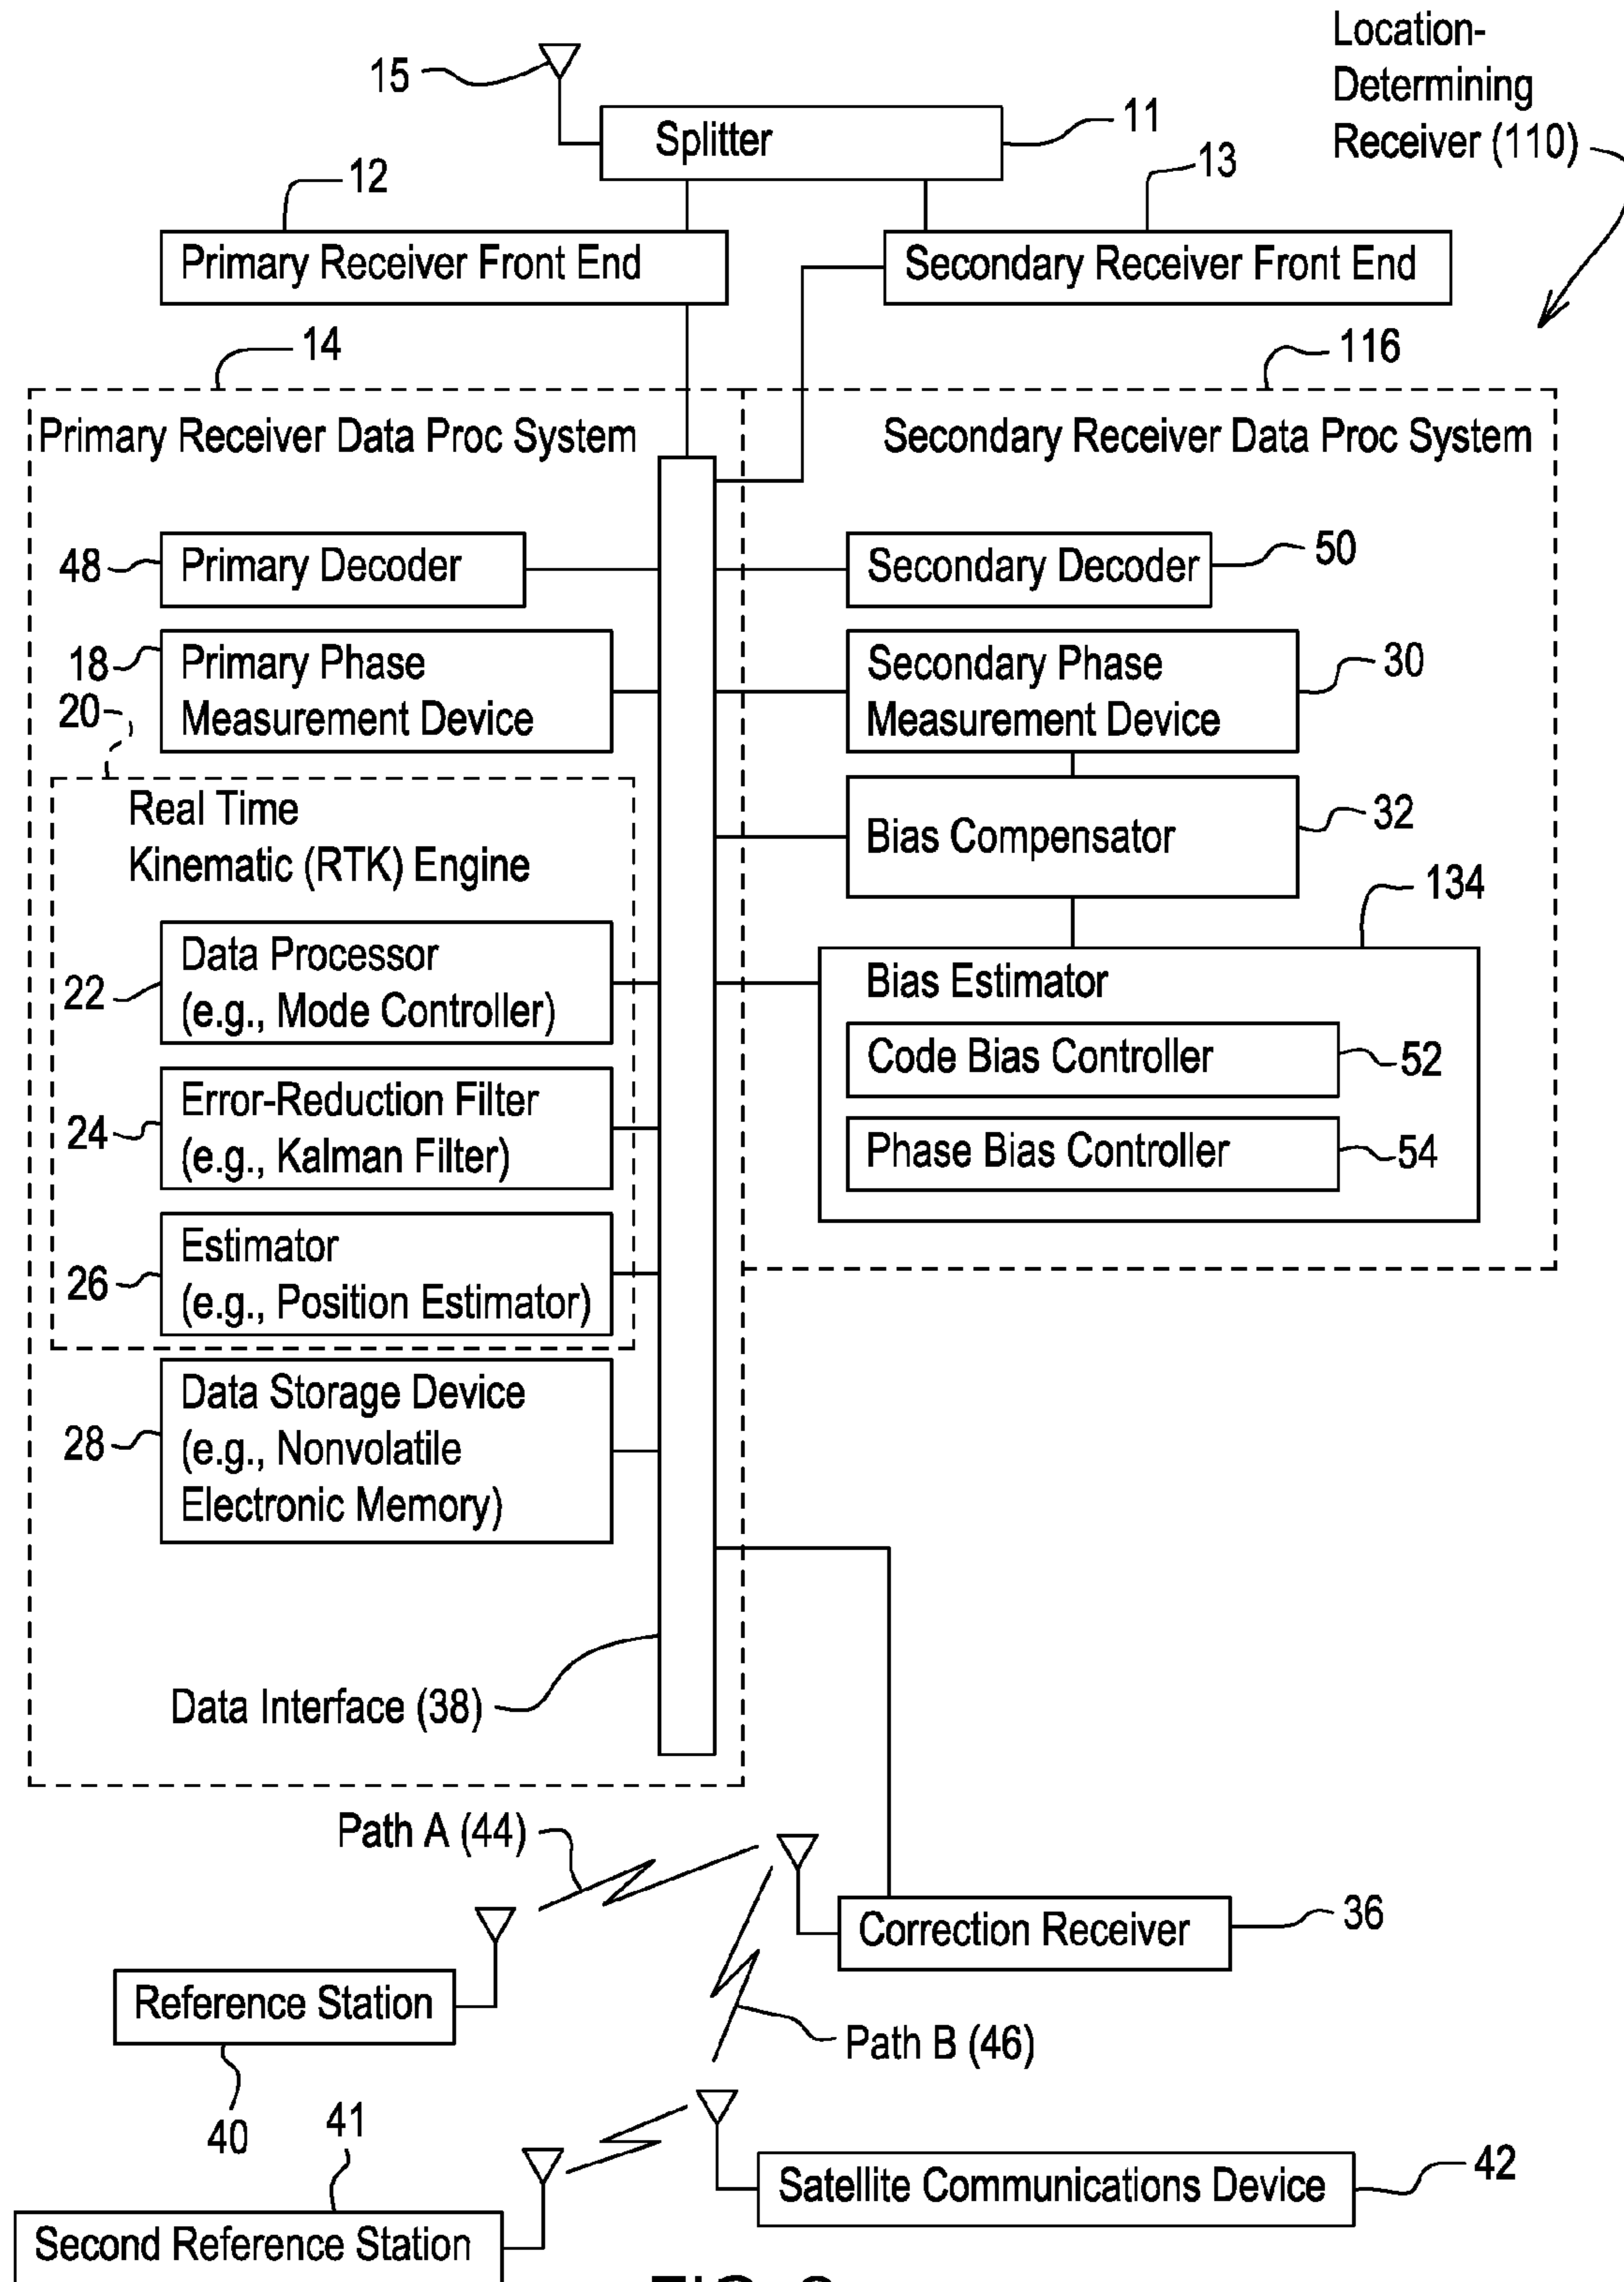 Location-
Determining
Receiver (110)
15
Splitter
11
12
13
Primary Receiver Front End
Secondary Receiver Front End
14
116
Primary Receiver Data Proc System
Secondary Receiver Data Proc System
48
Primary Decoder
Secondary Decoder
50
18
Primary Phase
Measurement Device
Secondary Phase
Measurement Device
30
20
Real Time
Kinematic (RTK) Engine
Bias Compensator
32
134
22
Data Processor
(e.g., Mode Controller)
Bias Estimator
Code Bias Controller
52
24
Error-Reduction Filter
(e.g., Kalman Filter)
Phase Bias Controller
54
26
Estimator
(e.g., Position Estimator)
28
Data Storage Device
(e.g., Nonvolatile
Electronic Memory)
Data Interface (38)
Path A (44)
Correction Receiver
36
Reference Station
Path B (46)
40
41
Satellite Communications Device
42
Second Reference Station